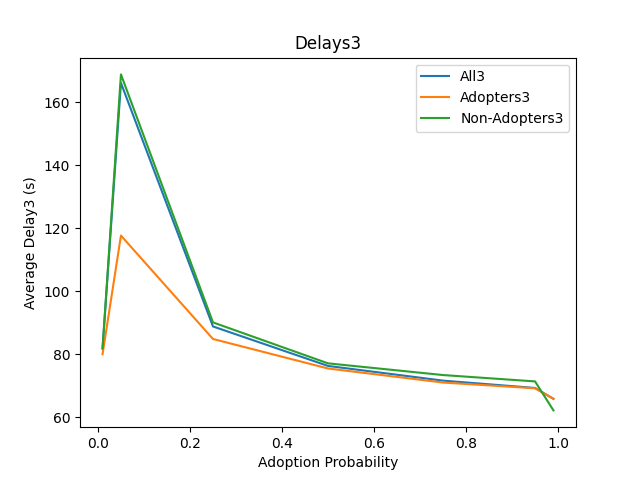 Delays3
All3
Adopters3
Non-Adopters3
Average Delay3 (s)
160
140
120
100
80
60
0.0 0.2 0.4 0.6 0.8 1.0
Adoption Probability